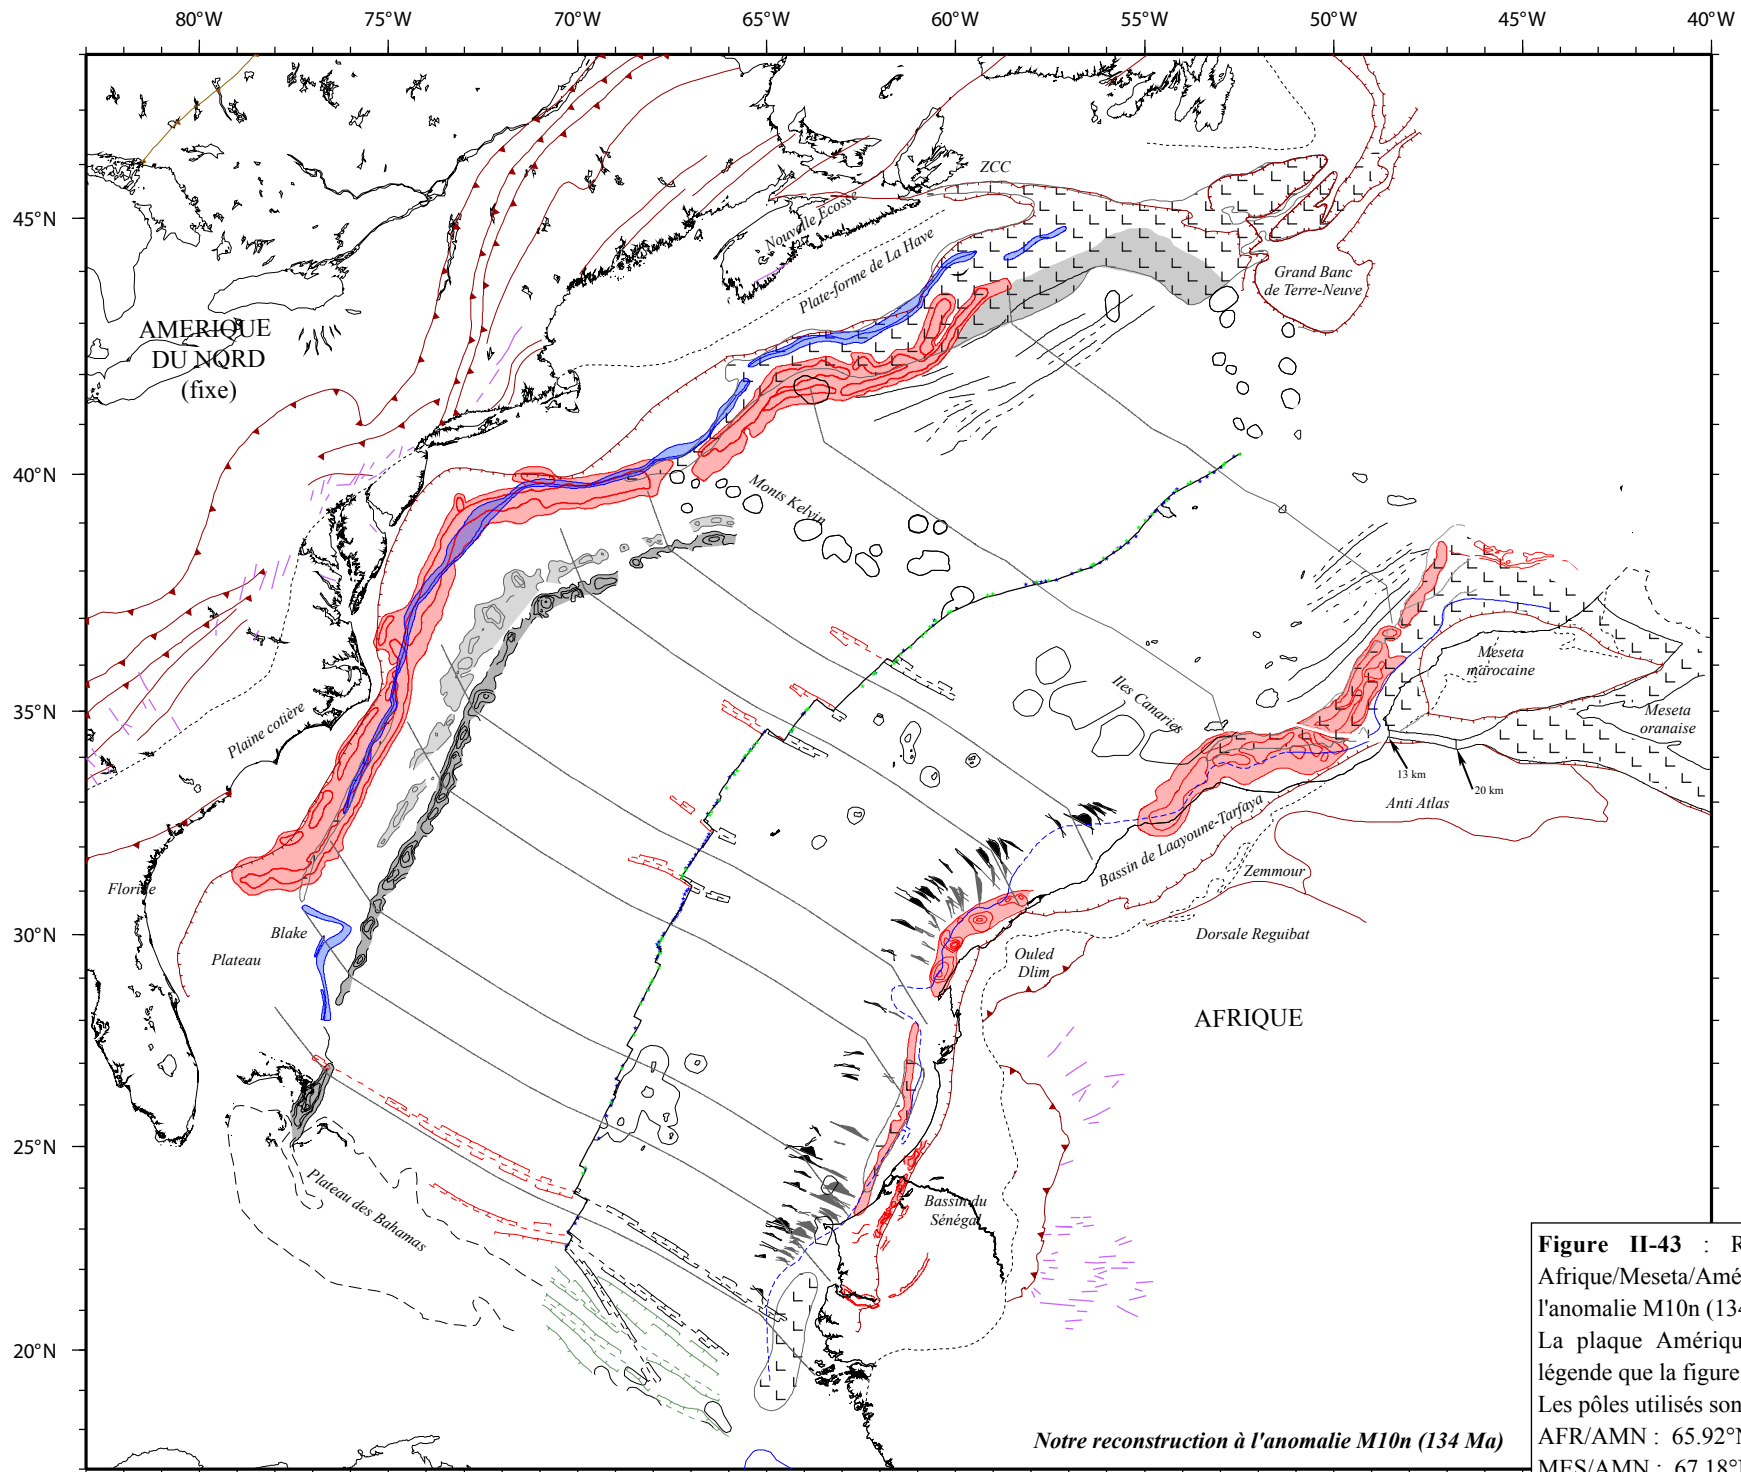 80°W 75°W 70°W 65°W 60°W 55°W 50°W 45°W 40°W
45°N
40°N
35°N
30°N
25°N
20°N
ZCC
Nouvelle Ecosse
Plate-forme de La Have
Grand Banc
de Terre-Neuve
AMERIQUE
DU NORD
(fixe)
Monts Kelvin
Plaine cotière
Iles Canaries
Meseta
marocaine
Meseta
oranaise
13 km
20 km
Anti Atlas
Bassin de Laayoune-Tarfaya
Zemmour
Floride
Blake
Plateau
Dorsale Reguibat
Ouled
Dlim
AFRIQUE
Plateau des Bahamas
Bassin du
Sénégal
Figure II-43 : R
Afrique/Meseta/Amé
l'anomalie M10n (134
La plaque Amériqu
légende que la figure
Les pôles utilisés son
AFR/AMN : 65.92°N
MES/AMN : 67.18°N
Notre reconstruction à l'anomalie M10n (134 Ma)